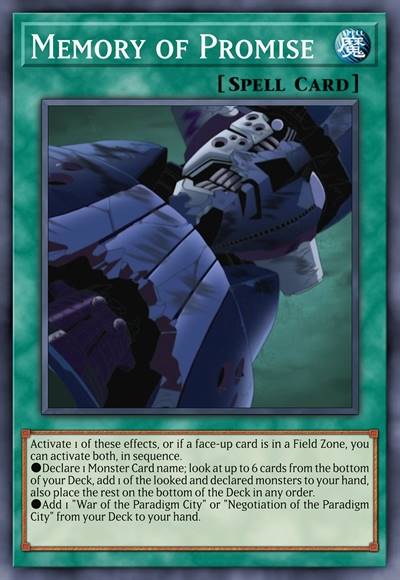 MEMORY OF PROMISE
魔
[SPELL CARD]
Activate 1 of these effects, or if a face-up card is in a Field Zone, you
can activate both, in sequence.
●Declare 1 Monster Card name; look at up to 6 cards from the bottom
of your Deck, add 1 of the looked and declared monsters to your hand,
also place the rest on the bottom of the Deck in any order.
●Add 1 "War of the Paradigm City" or "Negotiation of the Paradigm
City" from your Deck to your hand.